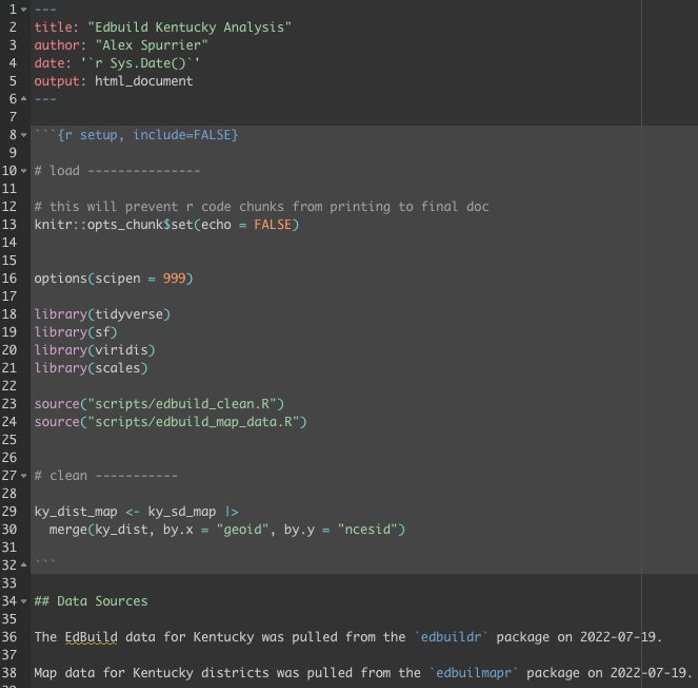 1 ---
2 title: "Edbuild Kentucky Analysis"
3 author: "Alex Spurrier"
4 date: '`r Sys.Date()`'
5 output: html_document
6 ---
7
8 ```{r setup, include=FALSE}
9
10 # load ---------------
11
12 # this will prevent r code chunks from printing to final doc
13 knitr::opts_chunk$set(echo = FALSE)
14
15
16 options(scipen = 999)
17
18 library(tidyverse)
19 library(sf)
20 library(viridis)
21 library(scales)
22
23 source("scripts/edbuild_clean.R")
24 source("scripts/edbuild_map_data.R")
25
26
27 # clean -----------
28
29 ky_dist_map <- ky_sd_map |>
30   merge(ky_dist, by.x = "geoid", by.y = "ncesid")
31
32 ```
33
34 ## Data Sources
35
36 The EdBuild data for Kentucky was pulled from the `edbuildr` package on 2022-07-19.
37
38 Map data for Kentucky districts was pulled from the `edbuilmapr` package on 2022-07-19.